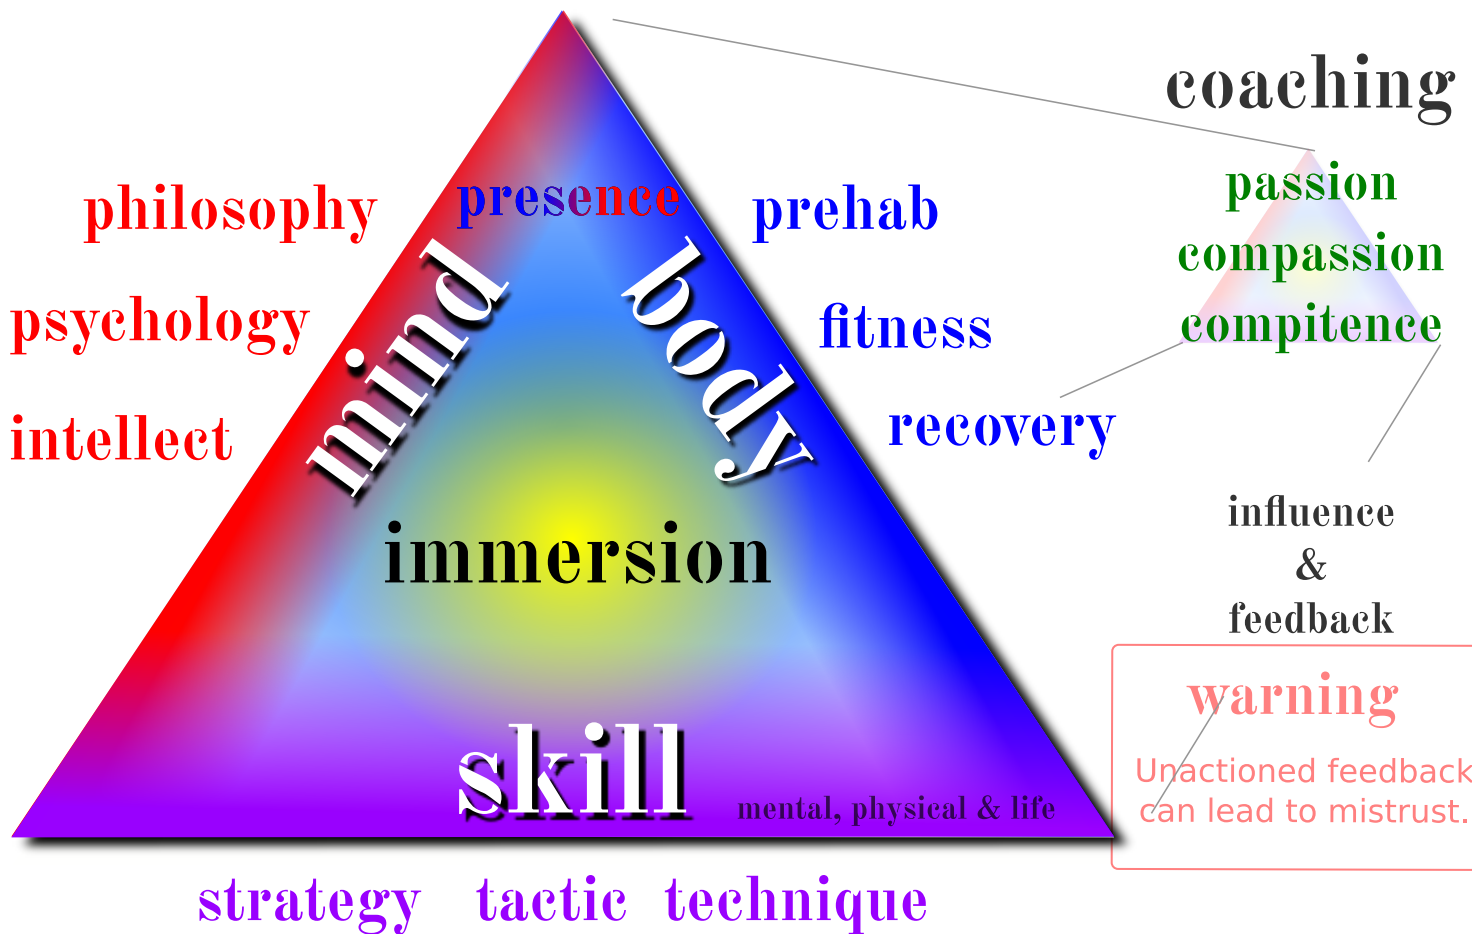 coaching
passion
compassion
compitence
philosophy
presence
prehab
psychology
mind
body
fitness
intellect
recovery
immersion
influence
&
feedback
skill
mental, physical & life
warning
Unactioned feedback
can lead to mistrust.
strategy tactic technique